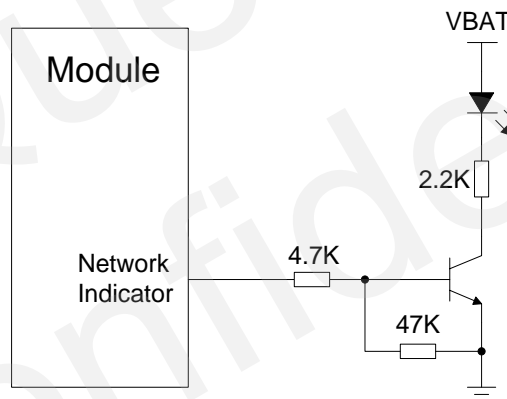 VBAT
Module
2.2K
4.7K
Network
Indicator
47K